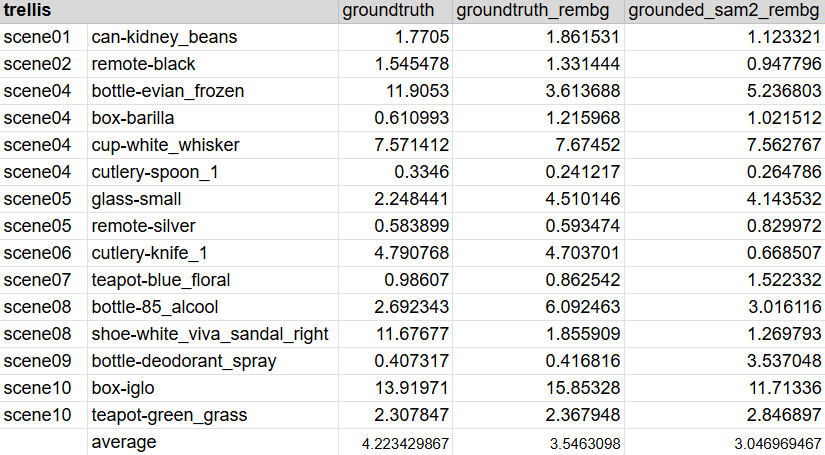 trellis groundtruth groundtruth_rembg grounded_sam2_rembg
scene01 can-kidney_beans 1.7705 1.861531 1.123321
scene02 remote-black 1.545478 1.331444 0.947796
scene04 bottle-evian_frozen 11.9053 3.613688 5.236803
scene04 box-barilla 0.610993 1.215968 1.021512
scene04 cup-white_whisker 7.571412 7.67452 7.562767
scene04 cutlery-spoon_1 0.3346 0.241217 0.264786
scene05 glass-small 2.248441 4.510146 4.143532
scene05 remote-silver 0.583899 0.593474 0.829972
scene06 cutlery-knife_1 4.790768 4.703701 0.668507
scene07 teapot-blue_floral 0.98607 0.862542 1.522332
scene08 bottle-85_alcool 2.692343 6.092463 3.016116
scene08 shoe-white_viva_sandal_right 11.67677 1.855909 1.269793
scene09 bottle-deodorant_spray 0.407317 0.416816 3.537048
scene10 box-iglo 13.91971 15.85328 11.71336
scene10 teapot-green_grass 2.307847 2.367948 2.846897
average 4.223429867 3.5463098 3.046969467